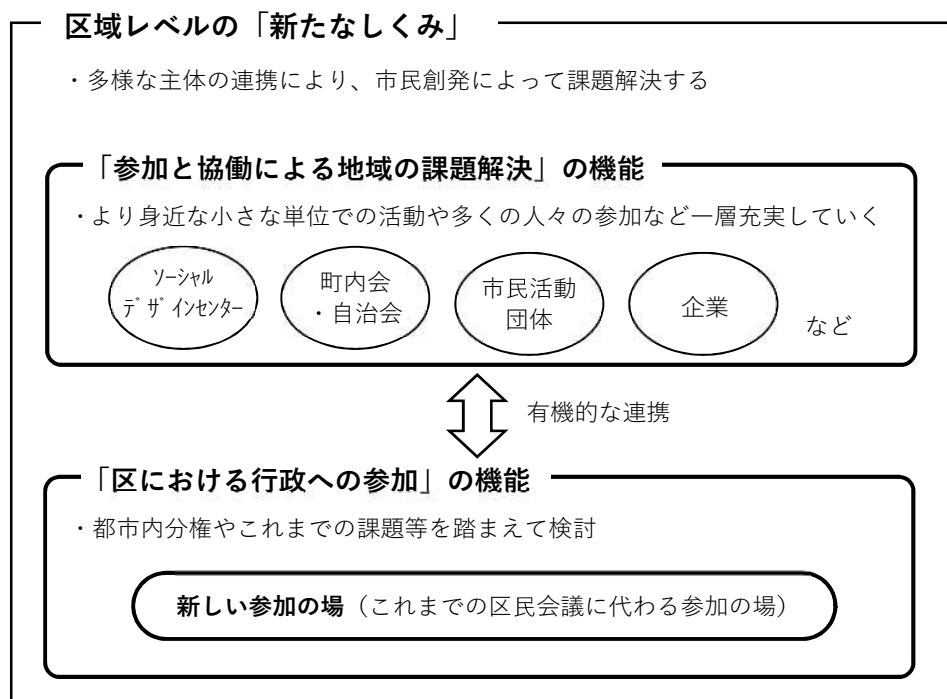 区域レベルの「新たなしくみ」
・多様な主体の連携により、市民創発によって課題解決する
「参加と協働による地域の課題解決」の機能
・より身近な小さな単位での活動や多くの人々の参加など一層充実していく
ソーシャル
デザインセンター
町内会
・自治会
市民活動
団体
企業
など
有機的な連携
「区における行政への参加」の機能
・都市内分権やこれまでの課題等を踏まえて検討
新しい参加の場（これまでの区民会議に代わる参加の場）